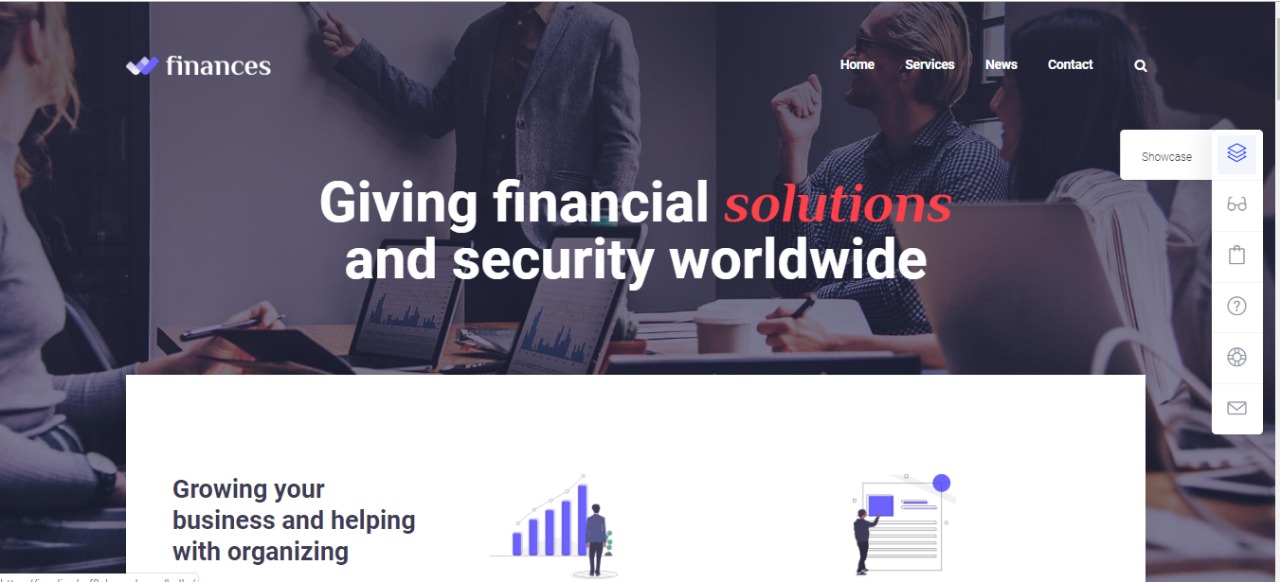 finances
Home Services News Contact
Showcase
Giving financial solutions
and security worldwide
Growing your
business and helping
with organizing